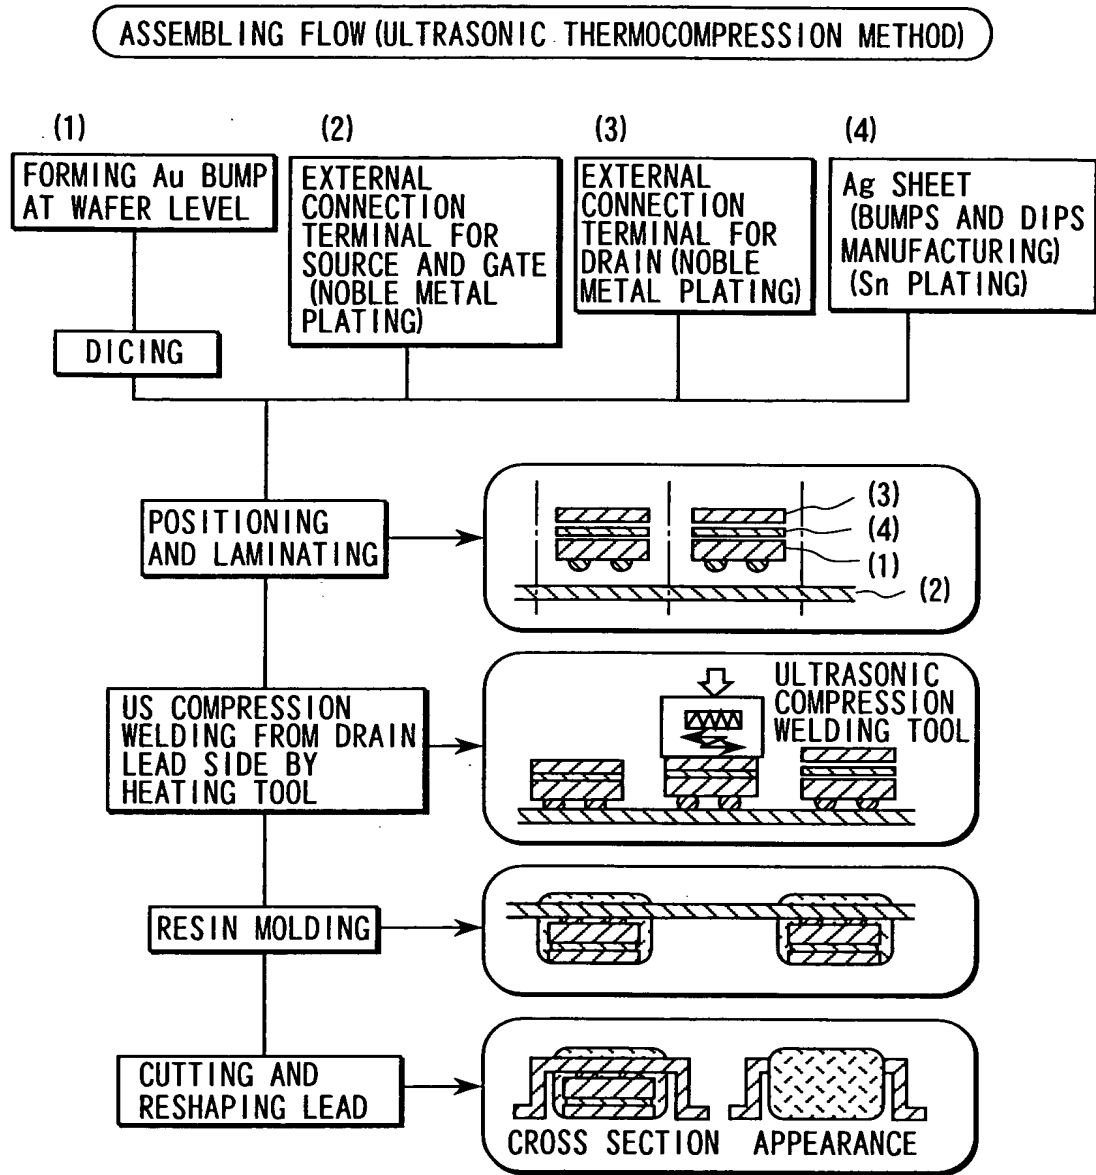 ASSEMBLING FLOW (ULTRASONIC THERMOCOMPRESSION METHOD)
(1)
FORMING Au BUMP
AT WAFER LEVEL
DICING
(2)
EXTERNAL
CONNECTION
TERMINAL FOR
SOURCE AND GATE
(NOBLE METAL
PLATING)
(3)
EXTERNAL
CONNECTION
TERMINAL FOR
DRAIN (NOBLE
METAL PLATING)
(4)
Ag SHEET
(BUMPS AND DIPS
MANUFACTURING)
(Sn PLATING)
POSITIONING
AND LAMINATING
(3)
(4)
(1)
(2)
US COMPRESSION
WELDING FROM DRAIN
LEAD SIDE BY
HEATING TOOL
ULTRASONIC
COMPRESSION
WELDING TOOL
RESIN MOLDING
CUTTING AND
RESHAPING LEAD
CROSS SECTION
APPEARANCE